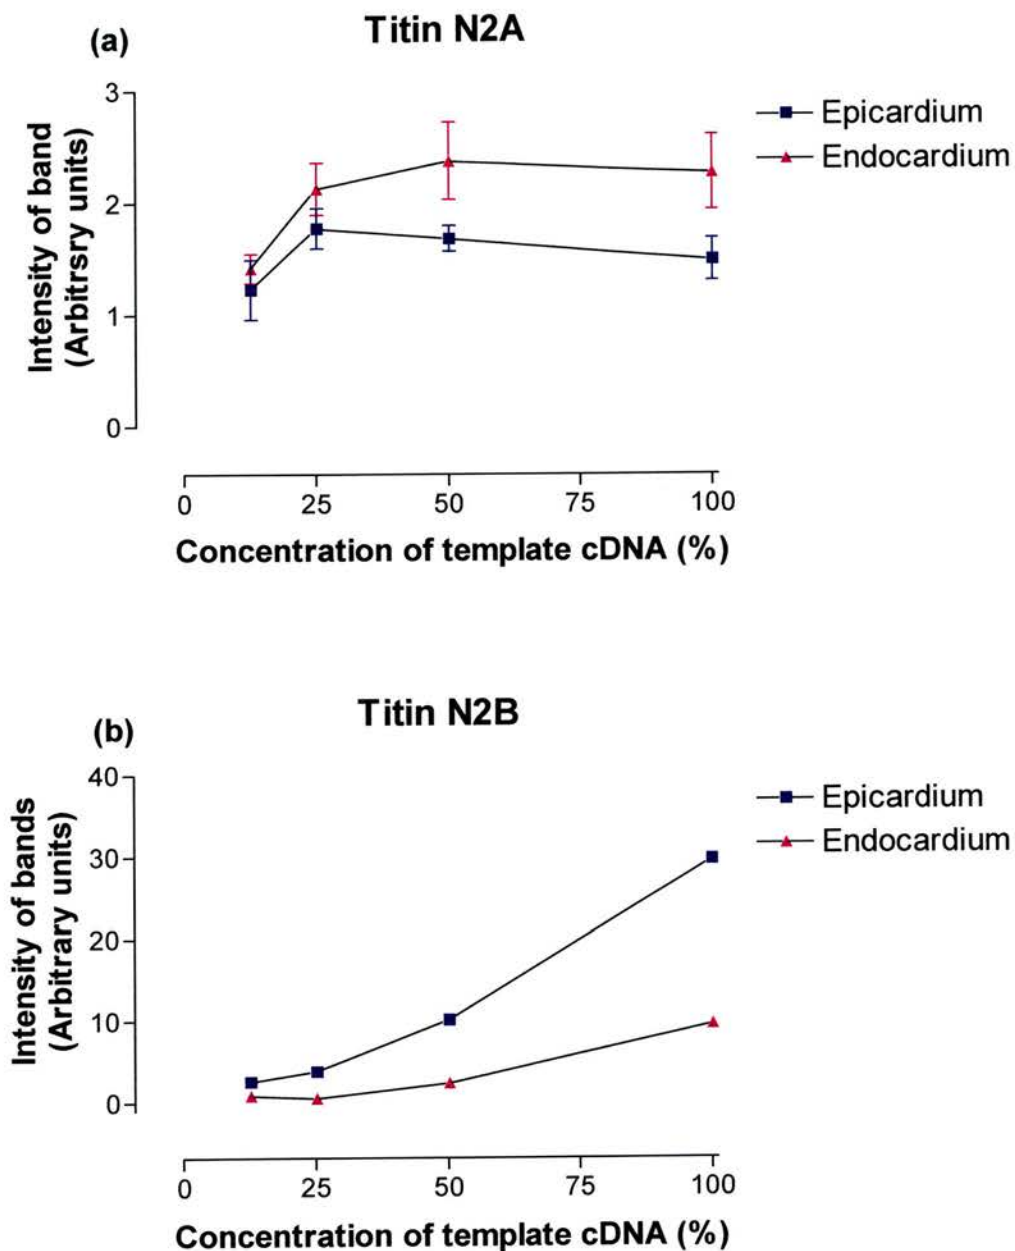 (a)
Titin N2A
Intensity of band
(Arbitrsry units)
3
2
1
0
Epicardium
Endocardium
0 25 50 75 100
Concentration of template cDNA (%)
(b)
Titin N2B
Intensity of bands
(Arbitrary units)
40
30
20
10
0
Epicardium
Endocardium
0 25 50 75 100
Concentration of template cDNA (%)